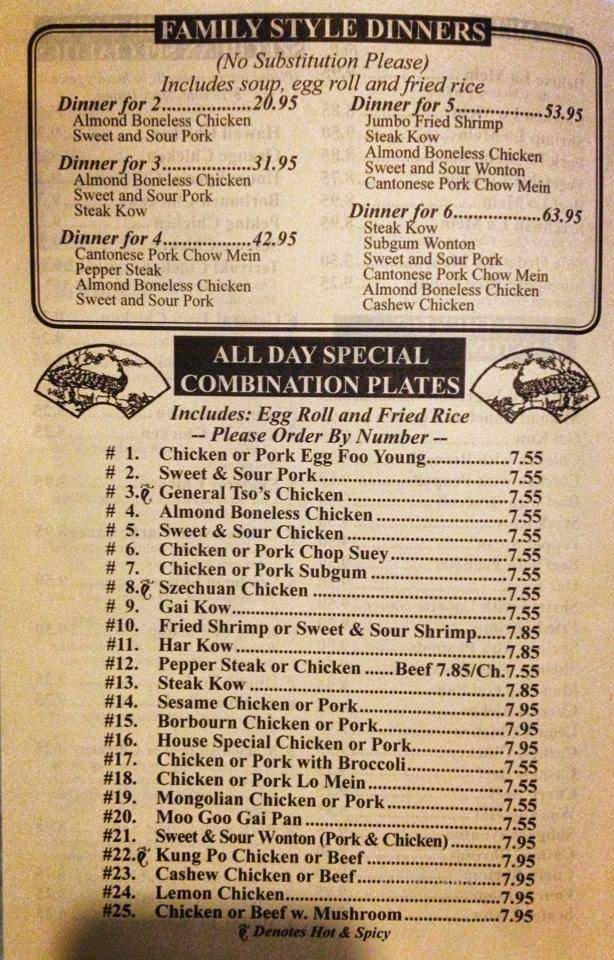 FAMILY STYLE DINNERS
(No Substitution Please)
Includes soup, egg roll and fried rice
Dinner for 2..................20.95
Almond Boneless Chicken
Sweet and Sour Pork
Dinner for 3.................31.95
Almond Boneless Chicken
Sweet and Sour Pork
Steak Kow
Dinner for 4.................42.95
Cantonese Pork Chow Mein
Pepper Steak
Almond Boneless Chicken
Sweet and Sour Pork
Dinner for 5.................53.95
Jumbo Fried Shrimp
Steak Kow
Almond Boneless Chicken
Sweet and Sour Wonton
Cantonese Pork Chow Mein
Dinner for 6.................63.95
Steak Kow
Subgum Wonton
Sweet and Sour Pork
Cantonese Pork Chow Mein
Almond Boneless Chicken
Cashew Chicken
ALL DAY SPECIAL
COMBINATION PLATES
Includes: Egg Roll and Fried Rice
-- Please Order By Number --
# 1. Chicken or Pork Egg Foo Young..................7.55
# 2. Sweet & Sour Pork.....................................7.55
# 3. General Tso's Chicken ................................7.55
# 4. Almond Boneless Chicken ..........................7.55
# 5. Sweet & Sour Chicken ................................7.55
# 6. Chicken or Pork Chop Suey........................7.55
# 7. Chicken or Pork Subgum ...........................7.55
# 8. Szechuan Chicken .......................................7.55
# 9. Gai Kow.......................................................7.55
#10. Fried Shrimp or Sweet & Sour Shrimp......7.85
#11. Har Kow......................................................7.85
#12. Pepper Steak or Chicken ......Beef 7.85/Ch.7.55
#13. Steak Kow ...................................................7.85
#14. Sesame Chicken or Pork.............................7.95
#15. Borbourn Chicken or Pork.........................7.95
#16. House Special Chicken or Pork..................7.95
#17. Chicken or Pork with Broccoli...................7.55
#18. Chicken or Pork Lo Mein...........................7.55
#19. Mongolian Chicken or Pork.......................7.55
#20. Moo Goo Gai Pan .......................................7.55
#21. Sweet & Sour Wonton (Pork & Chicken) ..........7.95
#22. Kung Po Chicken or Beef ...........................7.95
#23. Cashew Chicken or Beef.............................7.95
#24. Lemon Chicken...........................................7.95
#25. Chicken or Beef w. Mushroom...................7.95
Denotes Hot & Spicy